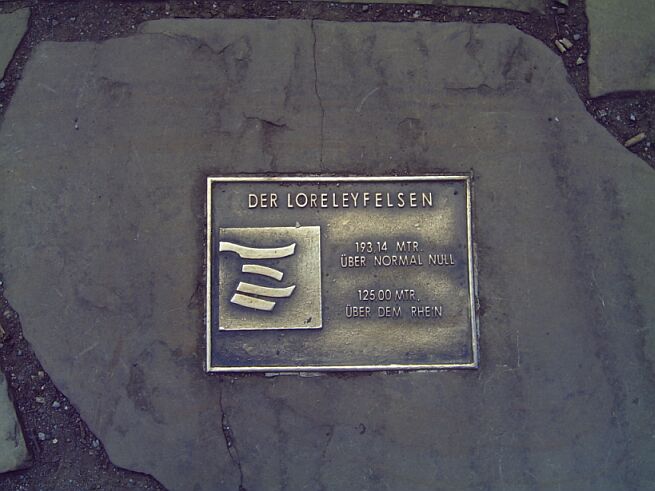 DER LORELEYFELSEN
193,14 MTR.
ÜBER NORMAL NULL
125,00 MTR.
ÜBER DEM RHEIN